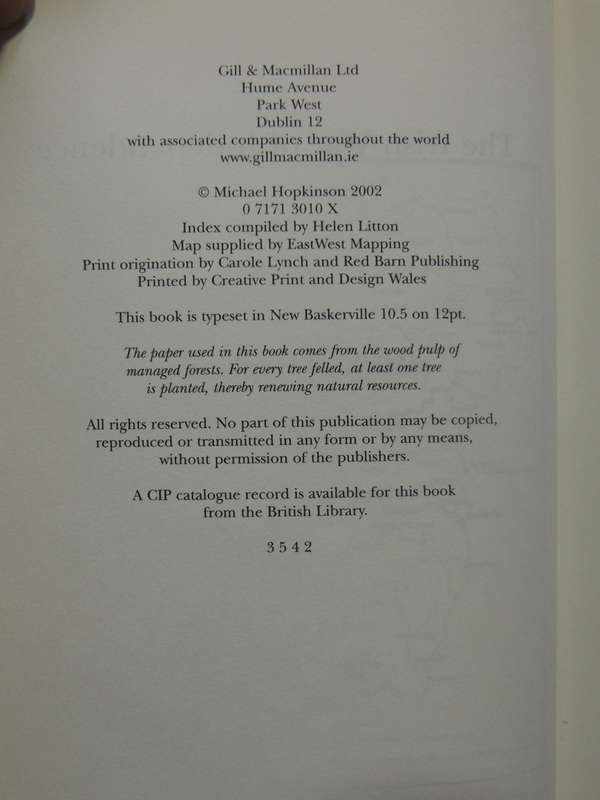 Gill & Macmillan Ltd
Hume Avenue
Park West
Dublin 12
with associated companies throughout the world
www.gillmacmillan.ie
© Michael Hopkinson 2002
0 7171 3010 X
Index compiled by Helen Litton
Map supplied by EastWest Mapping
Print origination by Carole Lynch and Red Barn Publishing
Printed by Creative Print and Design Wales
This book is typeset in New Baskerville 10.5 on 12pt.
The paper used in this book comes from the wood pulp of
managed forests. For every tree felled, at least one tree
is planted, thereby renewing natural resources.
All rights reserved. No part of this publication may be copied,
reproduced or transmitted in any form or by any means,
without permission of the publishers.
A CIP catalogue record is available for this book
from the British Library.
3 5 4 2